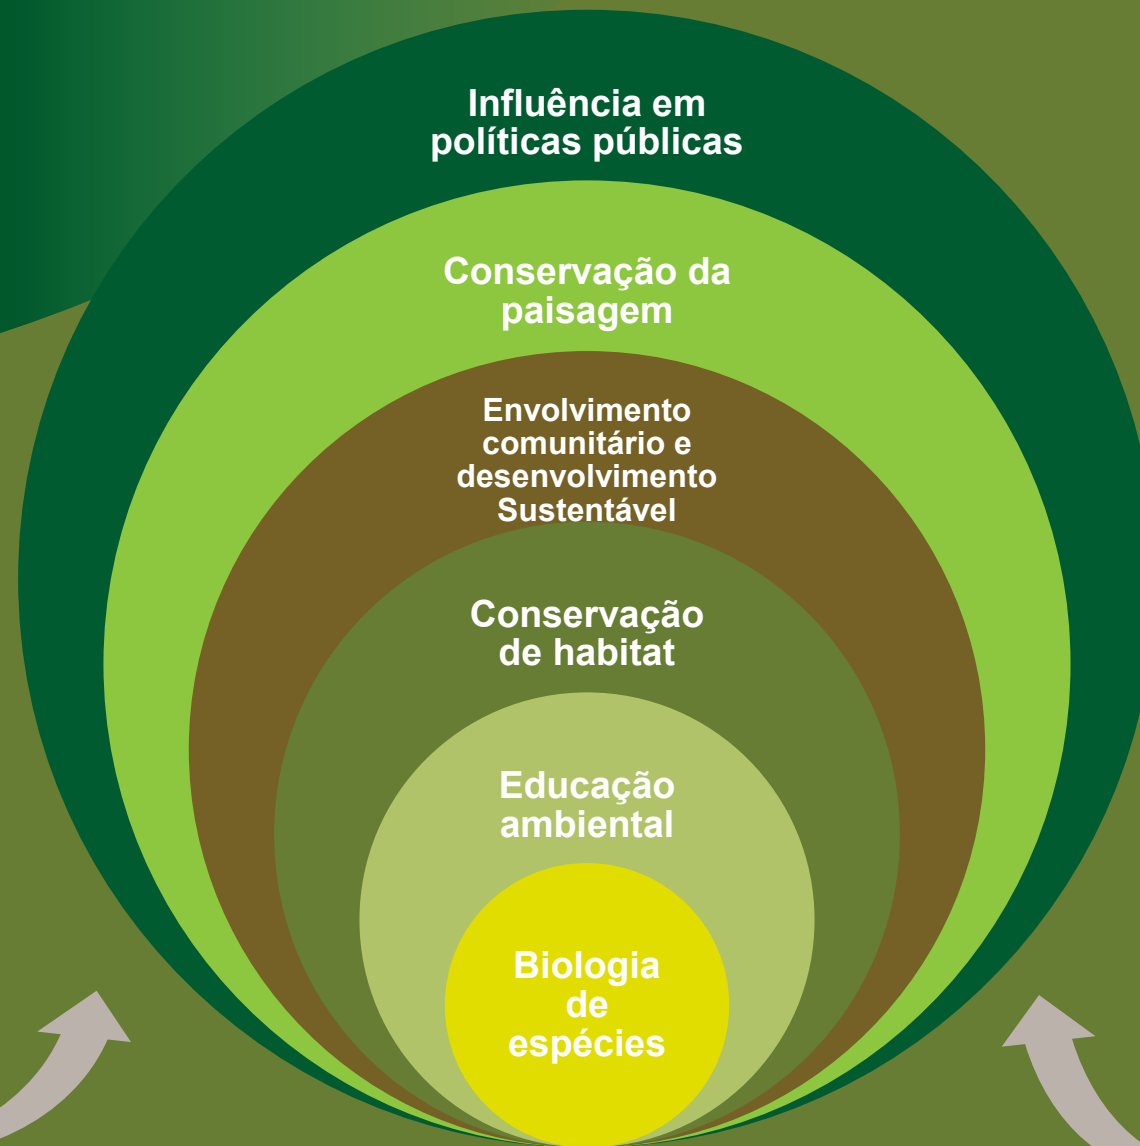 Influência em
políticas públicas
Conservação da
paisagem
Envolvimento
comunitário e
desenvolvimento
Sustentável
Conservação
de habitat
Educação
ambiental
Biologia
de
espécies